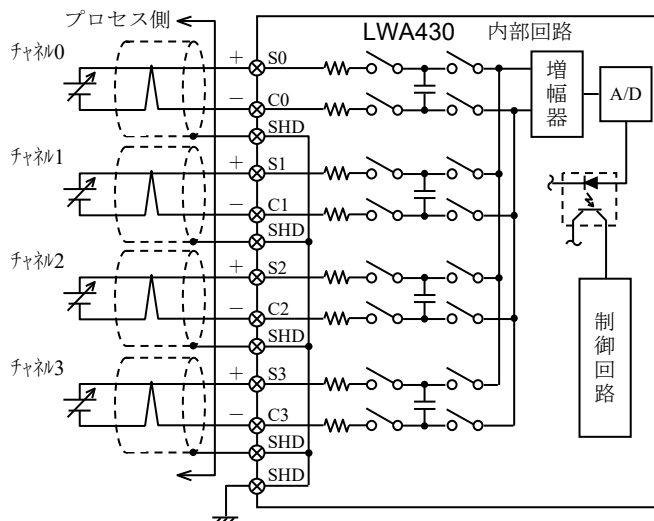 プロセス側
LWA430 内部回路
チャネル0
+
S0
−
C0
SHD
チャネル1
+
S1
−
C1
SHD
チャネル2
+
S2
−
C2
SHD
チャネル3
+
S3
−
C3
SHD
SHD
増幅器
A/D
制御回路